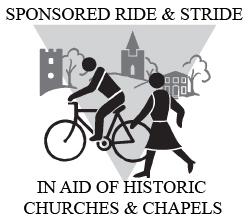 SPONSORED RIDE & STRIDE
IN AID OF HISTORIC
CHURCHES & CHAPELS